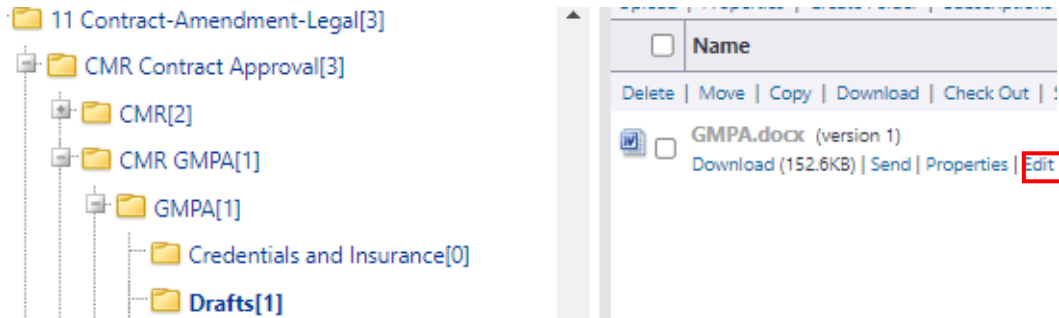 11 Contract-Amendment-Legal[3]
CMR Contract Approval[3]
CMR[2]
CMR GMPA[1]
GMPA[1]
Credentials and Insurance[0]
Drafts[1]
Name
Delete | Move | Copy | Download | Check Out |
GMPA.docx (version 1)
Download (152.6KB) | Send | Properties | Edit